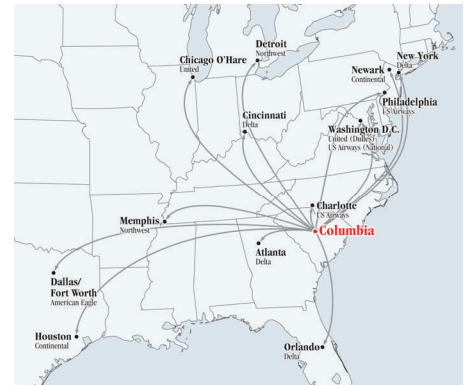 Detroit
Northwest
Chicago O'Hare
United
New York
Delta
Newark
Continental
Philadelphia
US Airways
Cincinnati
Delta
Washington D.C.
United (Dulles)
US Airways (National)
Charlotte
US Airways
Memphis
Northwest
Columbia
Atlanta
Delta
Dallas/
Fort Worth
American Eagle
Houston
Continental
Orlando
Delta